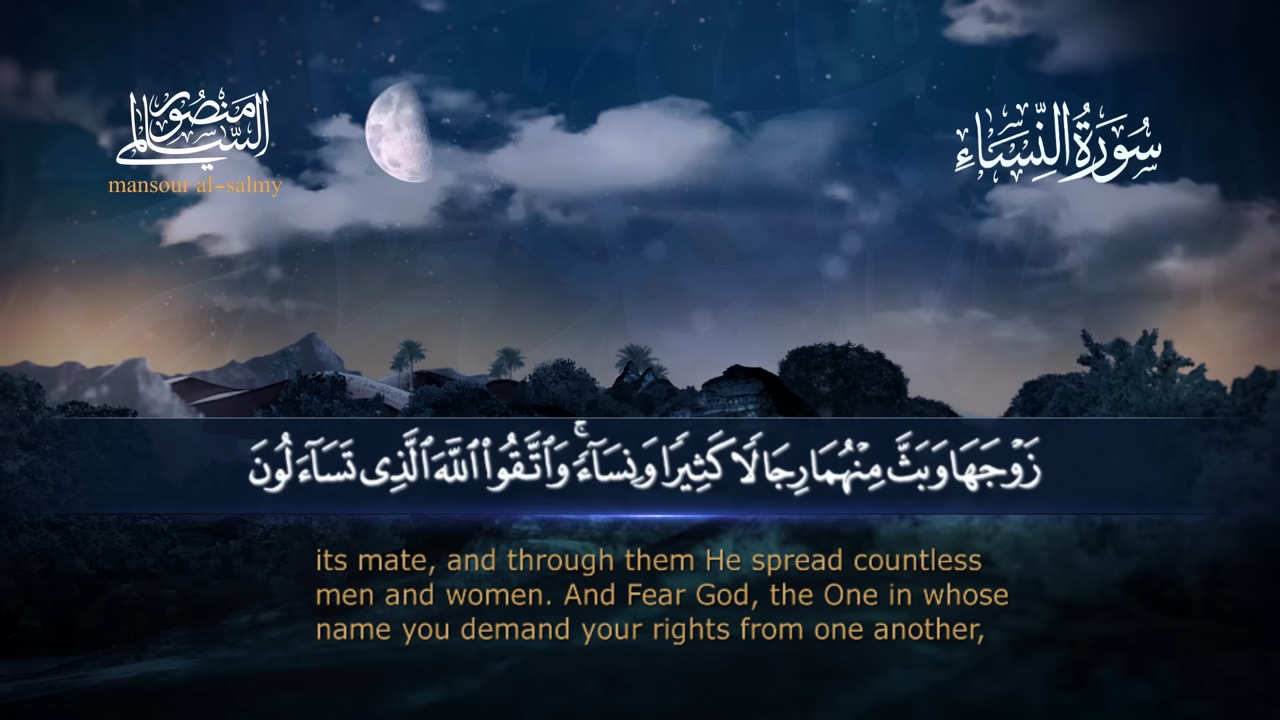 منصور
السالمي
mansour al-salmy
سُورَةُ النِّسَاءِ
زَوْجَهَا وَبَثَّ مِنْهُمَا رِجَالًا كَثِيرًا وَنِسَآءً ۚ وَٱتَّقُوا۟ ٱللَّهَ ٱلَّذِى تَسَآءَلُونَ
its mate, and through them He spread countless
men and women. And Fear God, the One in whose
name you demand your rights from one another,